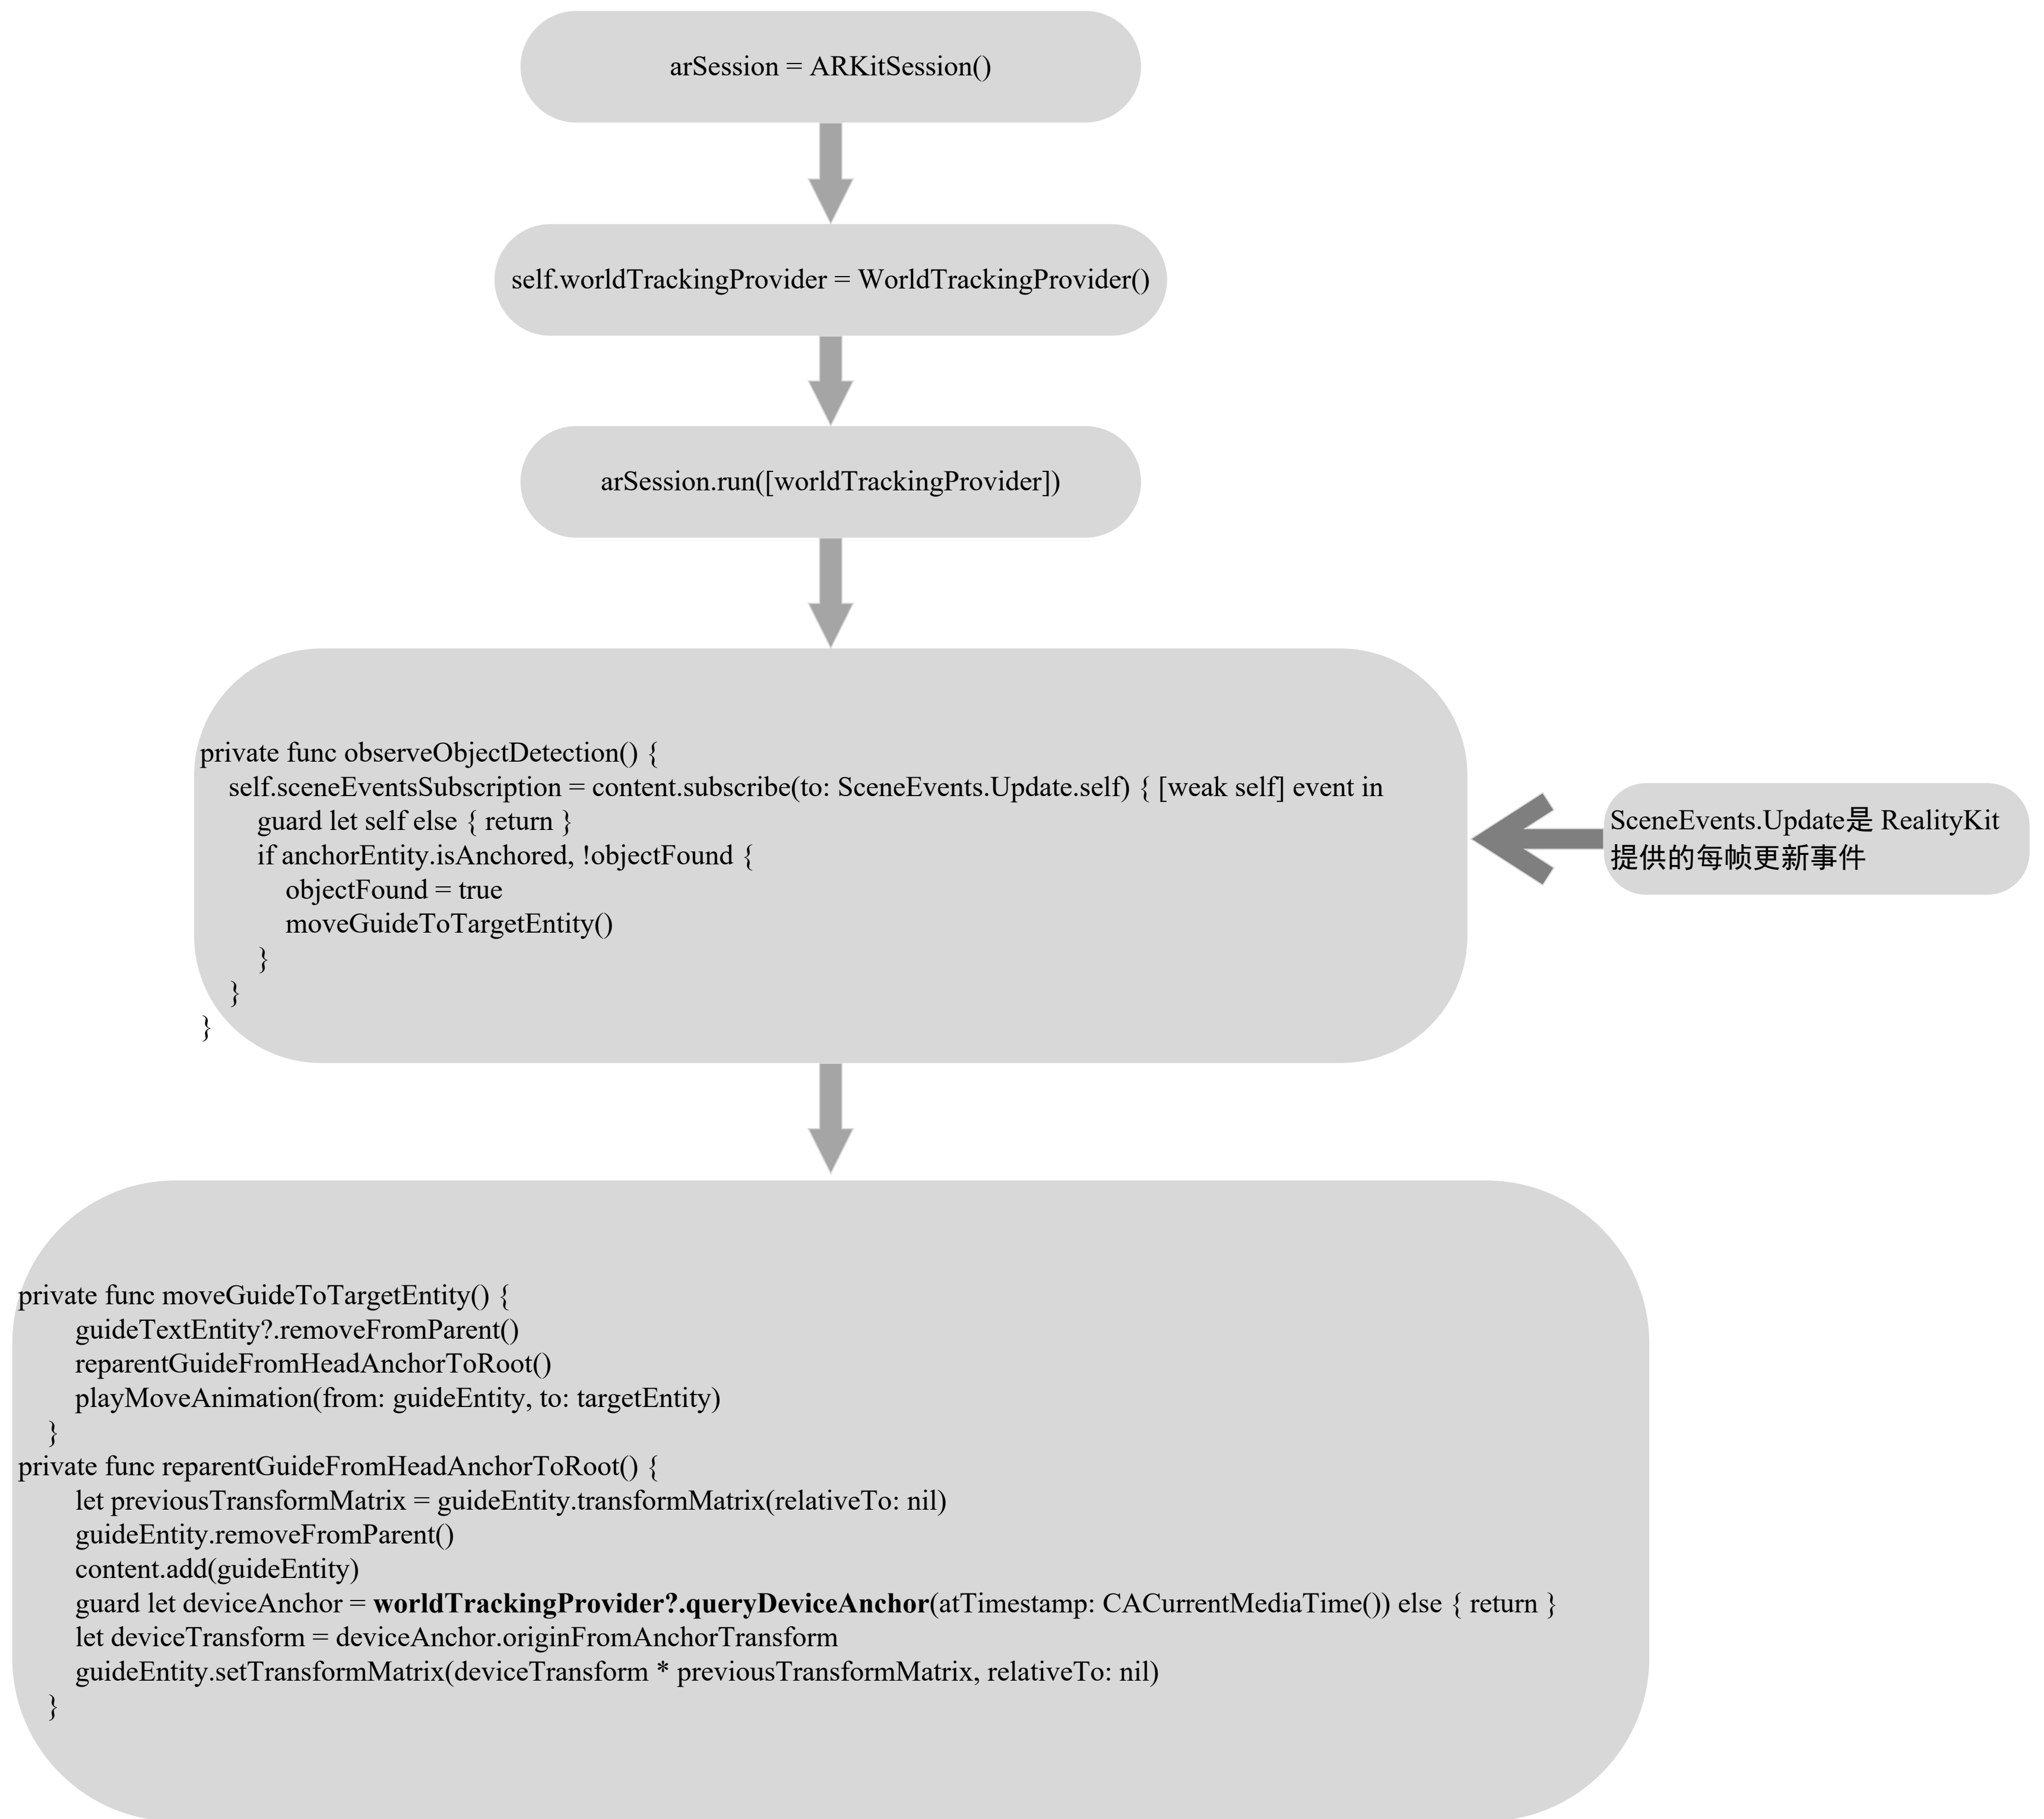 arSession = ARKitSession()
self.worldTrackingProvider = WorldTrackingProvider()
arSession.run([worldTrackingProvider])
private func observeObjectDetection() {
    self.sceneEventsSubscription = content.subscribe(to: SceneEvents.Update.self) { [weak self] event in
        guard let self else { return }
        if anchorEntity.isAnchored, !objectFound {
            objectFound = true
            moveGuideToTargetEntity()
        }
    }
}
SceneEvents.Update是 RealityKit
提供的每帧更新事件
private func moveGuideToTargetEntity() {
        guideTextEntity?.removeFromParent()
        reparentGuideFromHeadAnchorToRoot()
        playMoveAnimation(from: guideEntity, to: targetEntity)
    }
private func reparentGuideFromHeadAnchorToRoot() {
        let previousTransformMatrix = guideEntity.transformMatrix(relativeTo: nil)
        guideEntity.removeFromParent()
        content.add(guideEntity)
        guard let deviceAnchor = worldTrackingProvider?.queryDeviceAnchor(atTimestamp: CACurrentMediaTime()) else { return }
        let deviceTransform = deviceAnchor.originFromAnchorTransform
        guideEntity.setTransformMatrix(deviceTransform * previousTransformMatrix, relativeTo: nil)
    }